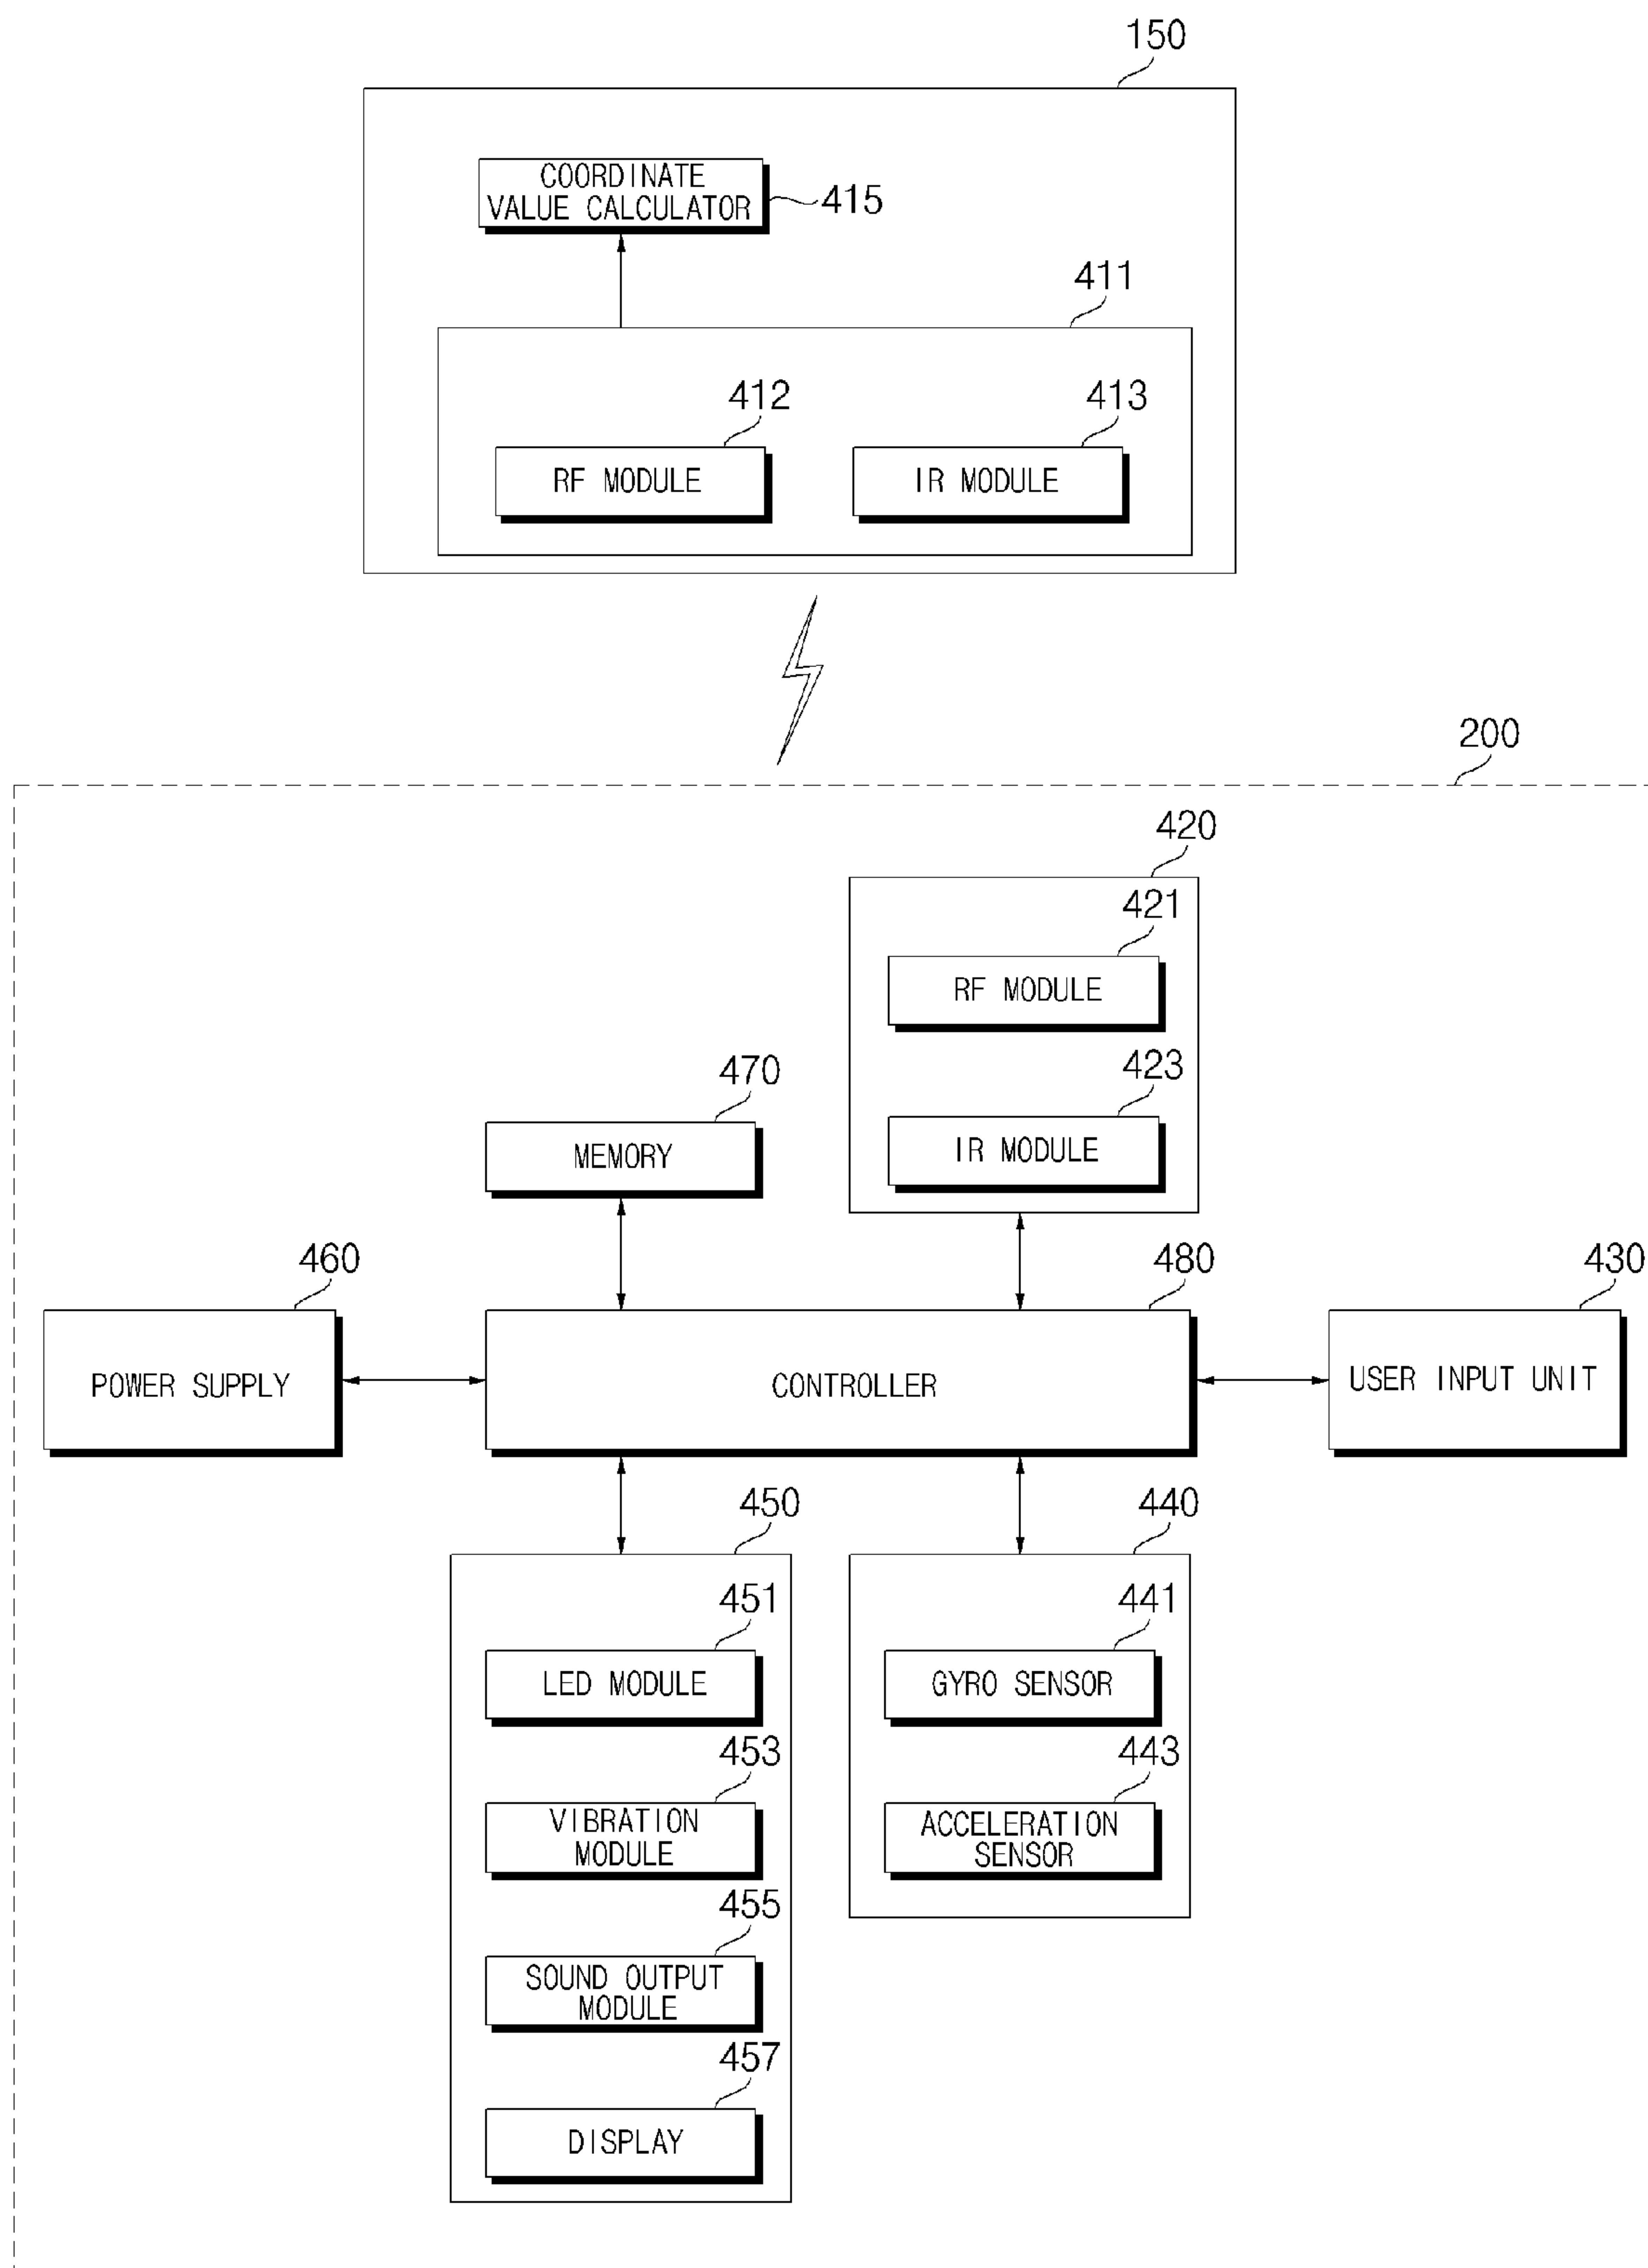 150
COORDINATE
VALUE CALCULATOR
415
411
412
413
RF MODULE
IR MODULE
200
420
421
RF MODULE
423
IR MODULE
470
MEMORY
460
480
430
POWER SUPPLY
CONTROLLER
USER INPUT UNIT
450
440
451
LED MODULE
453
VIBRATION
MODULE
455
SOUND OUTPUT
MODULE
457
DISPLAY
441
GYRO SENSOR
443
ACCELERATION
SENSOR